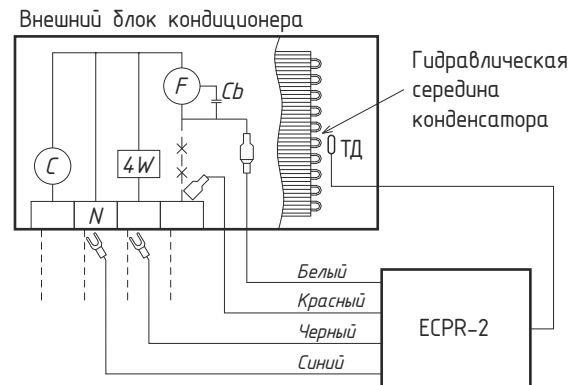 Внешний блок кондиционера
F
Cb
C
4W
N
Гидравлическая
середина
конденсатора
ТД
Белый
Красный
Черный
Синий
ECPR-2